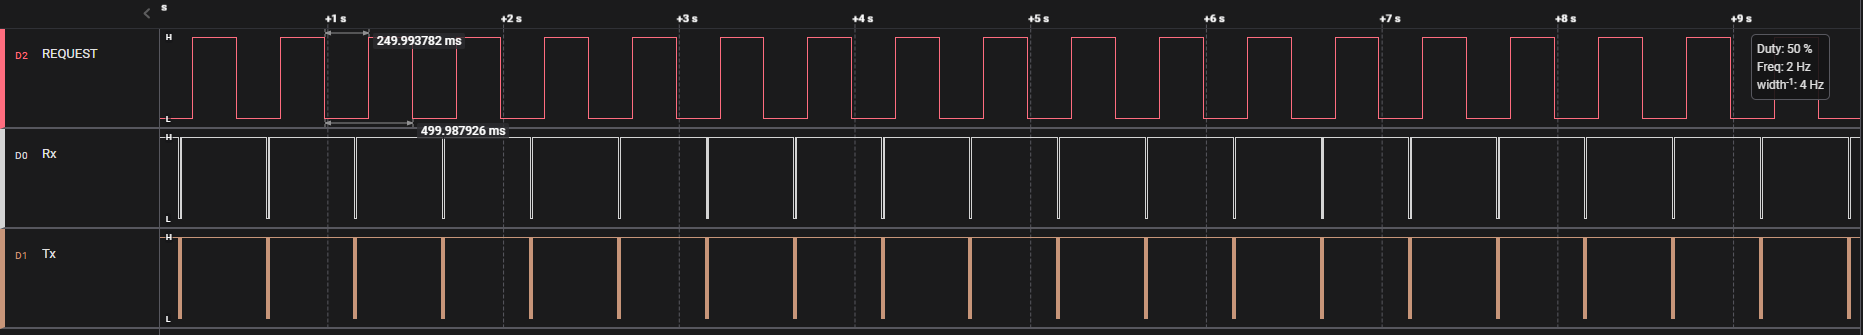 s
+1 s +2 s +3 s +4 s +5 s +6 s +7 s +8 s +9 s
D2 REQUEST
H
L
249.993782 ms
499.987926 ms
Duty: 50 %
Freq: 2 Hz
width-1: 4 Hz
D0 Rx
H
L
D1 Tx
H
L